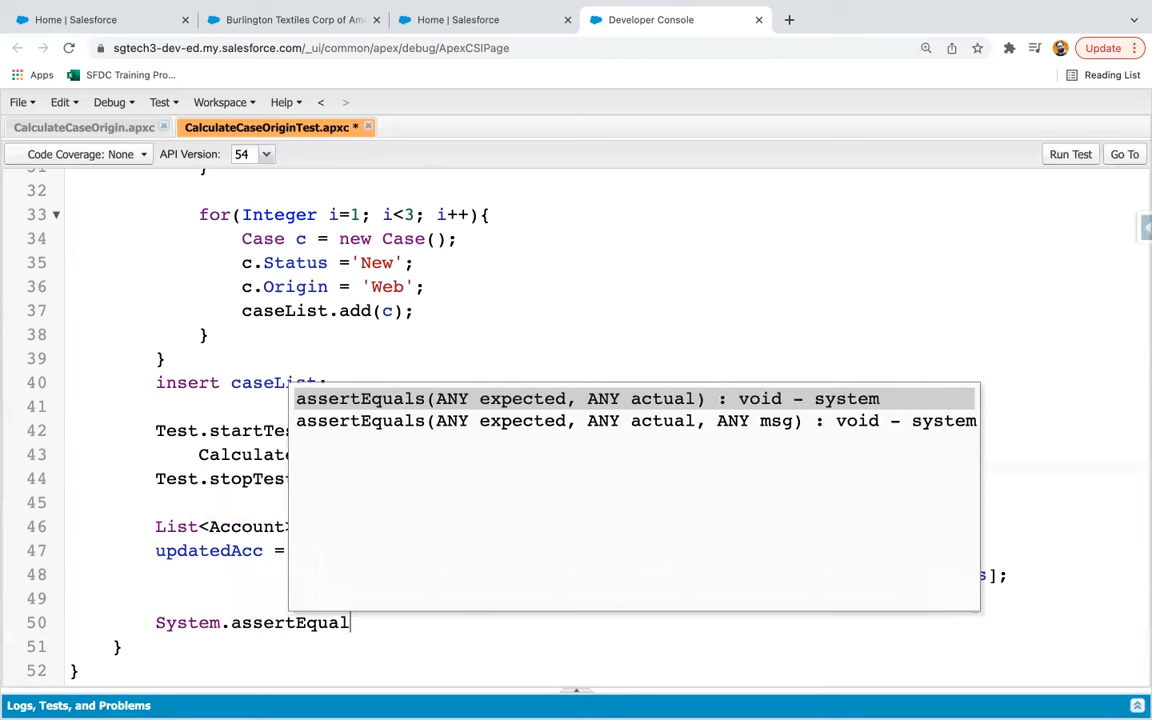 Home | Salesforce
Burlington Textiles Corp of Am
Home | Salesforce
Developer Console
sgtech3-dev-ed.my.salesforce.com/_ui/common/apex/debug/ApexCSIPage
Update
Apps
SFDC Training Pro...
Reading List
File
Edit
Debug
Test
Workspace
Help
<
>
CalculateCaseOrigin.apxc
CalculateCaseOriginTest.apxc *
Code Coverage: None
API Version:
54
Run Test
Go To
31 }
32
33 for(Integer i=1; i<3; i++){
34 Case c = new Case();
35 c.Status ='New';
36 c.Origin = 'Web';
37 caseList.add(c);
38 }
39 }
40 insert caseList;
41
42 Test.startTe
43 Calculate
44 Test.stopTes
45
46 List<Account>
47 updatedAcc =
48 s];
49
50 System.assertEqual
51 }
52 }
assertEquals(ANY expected, ANY actual) : void – system
assertEquals(ANY expected, ANY actual, ANY msg) : void – system
Logs, Tests, and Problems